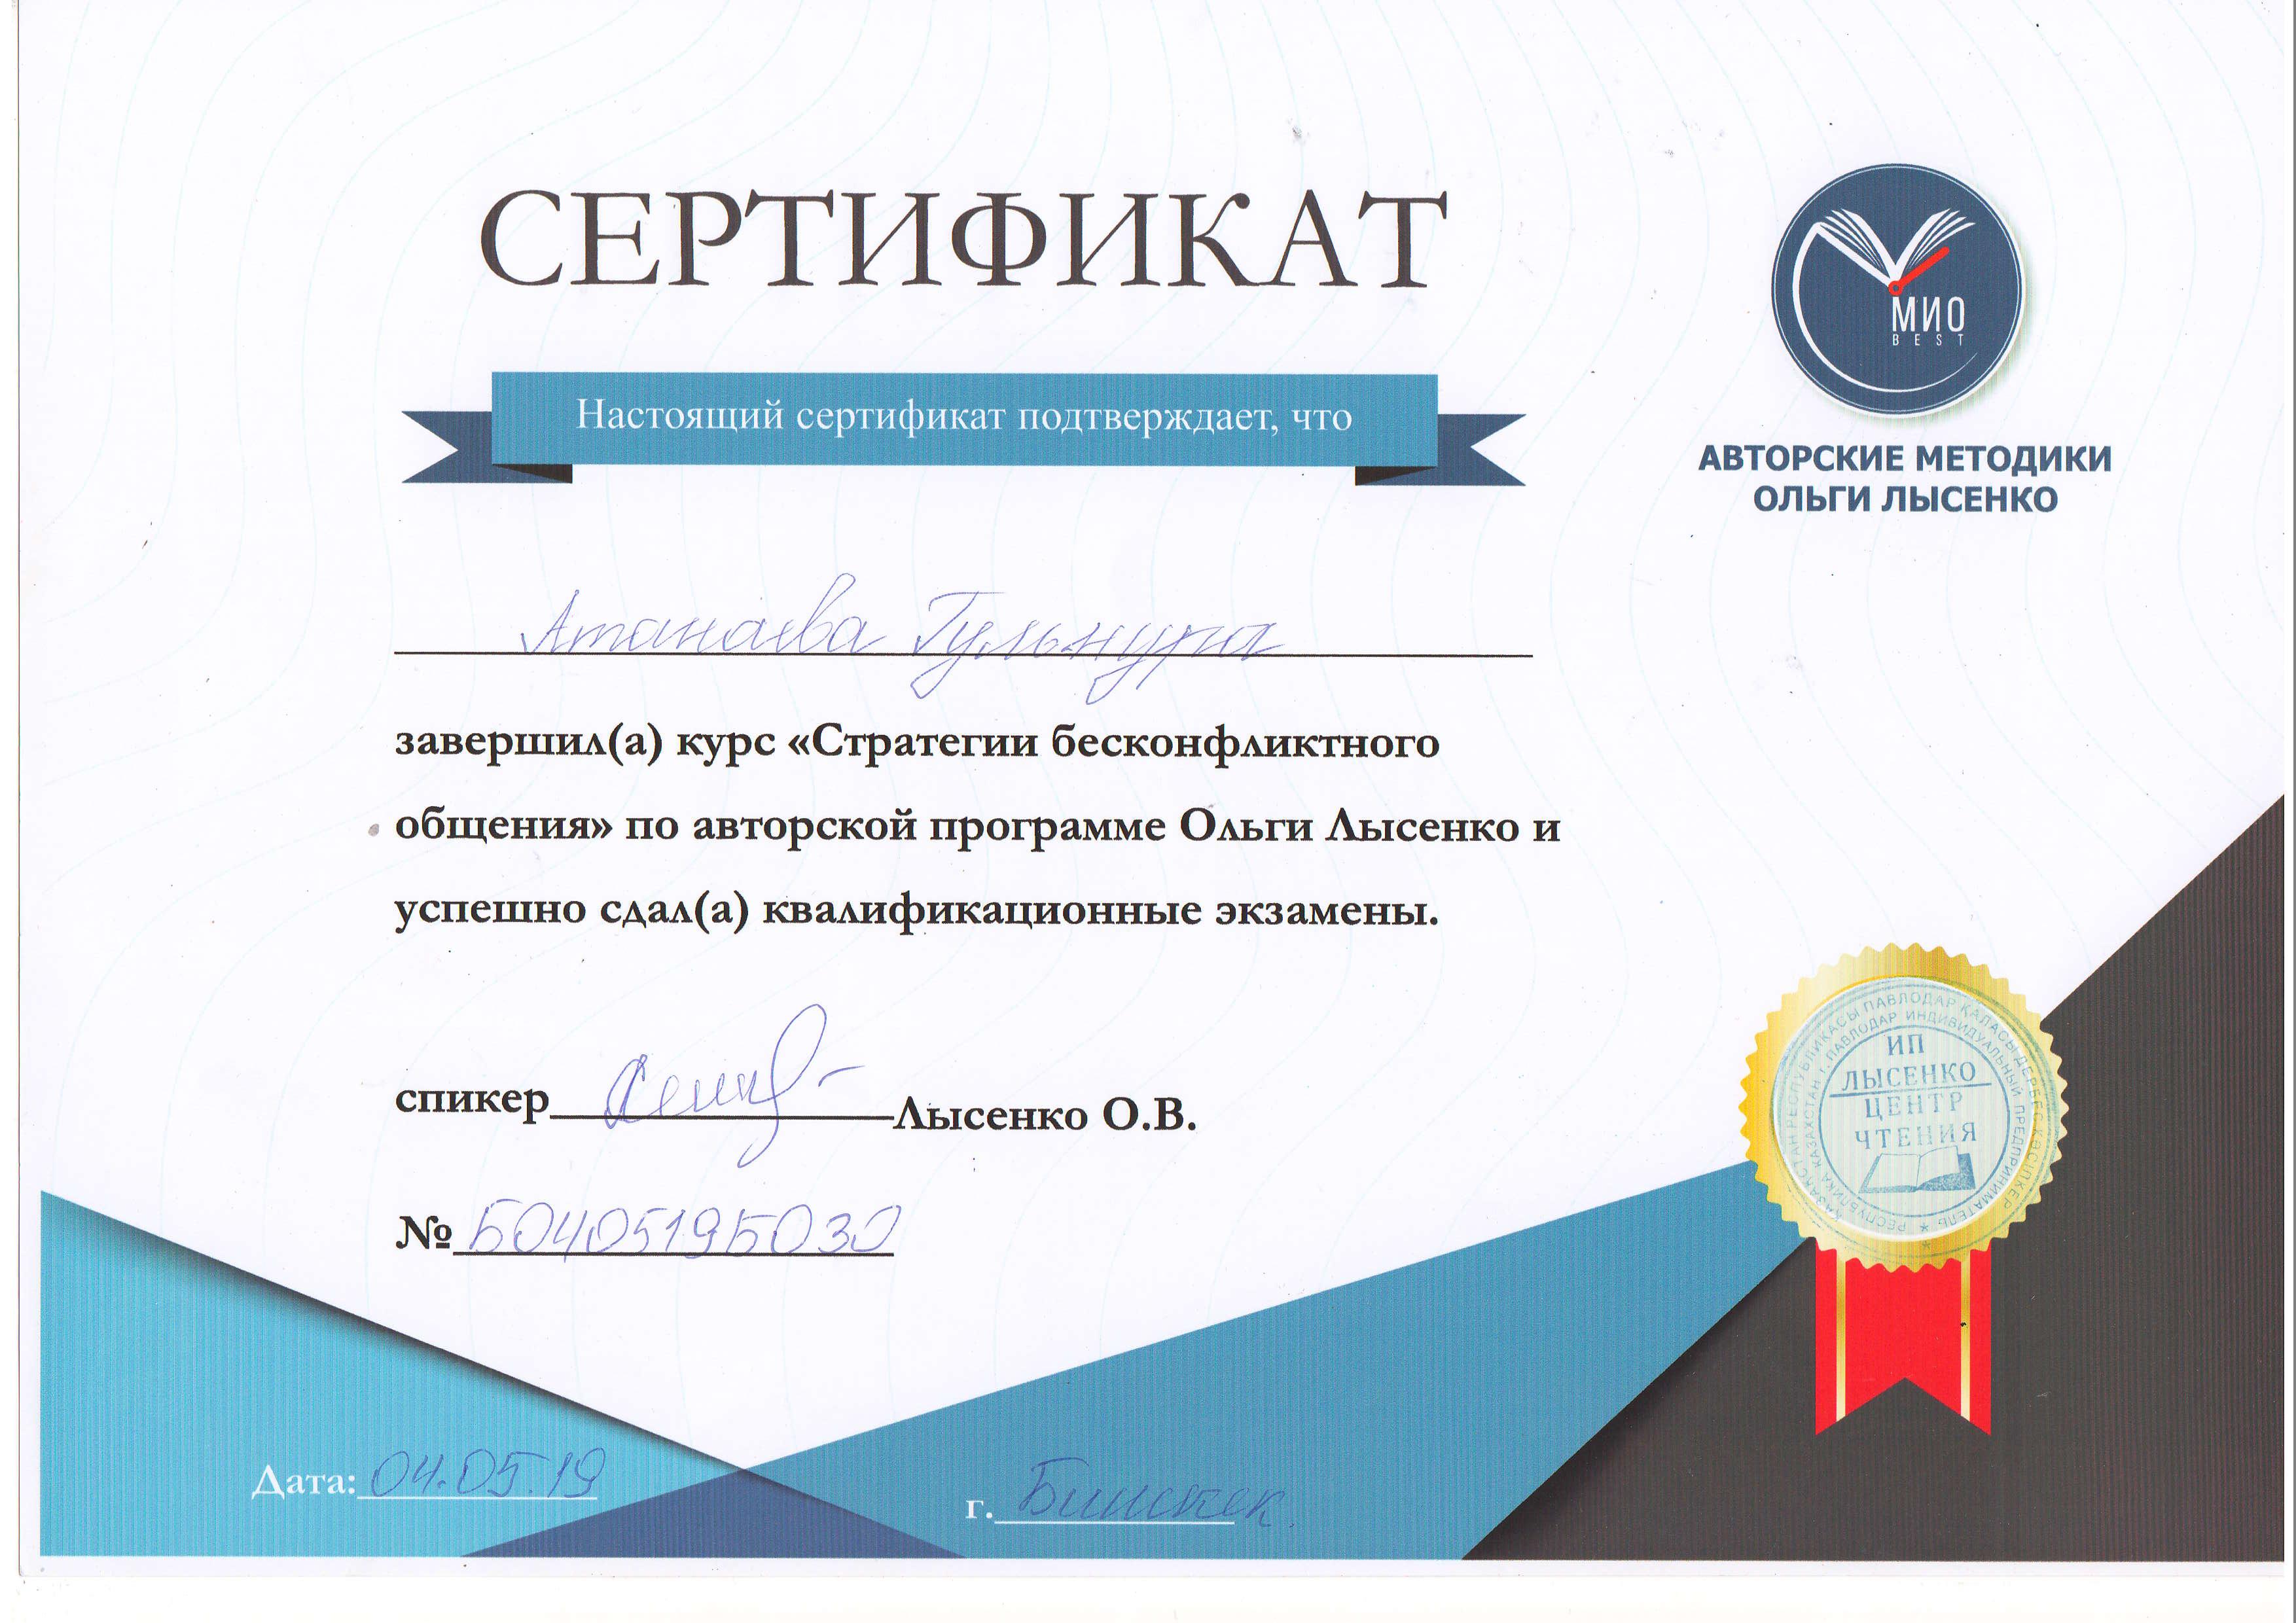 СЕРТИФИКАТ
Настоящий сертификат подтверждает, что
МИО
BEST
АВТОРСКИЕ МЕТОДИКИ
ОЛЬГИ ЛЫСЕНКО
Атанаева Гульнура
завершил(а) курс «Стратегии бесконфликтного
общения» по авторской программе Ольги Лысенко и
успешно сдал(а) квалификационные экзамены.
спикер Лысенко О.В.
№ Б040519Б030
ҚАЗАҚСТАН РЕСПУБЛИКАСЫ ПАВЛОДАР ҚАЛАСЫ ДЕРБЕС КӘСІПКЕР
РЕСПУБЛИКА КАЗАХСТАН г. ПАВЛОДАР ИНДИВИДУАЛЬНЫЙ ПРЕДПРИНИМАТЕЛЬ
ИП
ЛЫСЕНКО
ЦЕНТР
ЧТЕНИЯ
Дата: 04.05.19
г. Бишкек